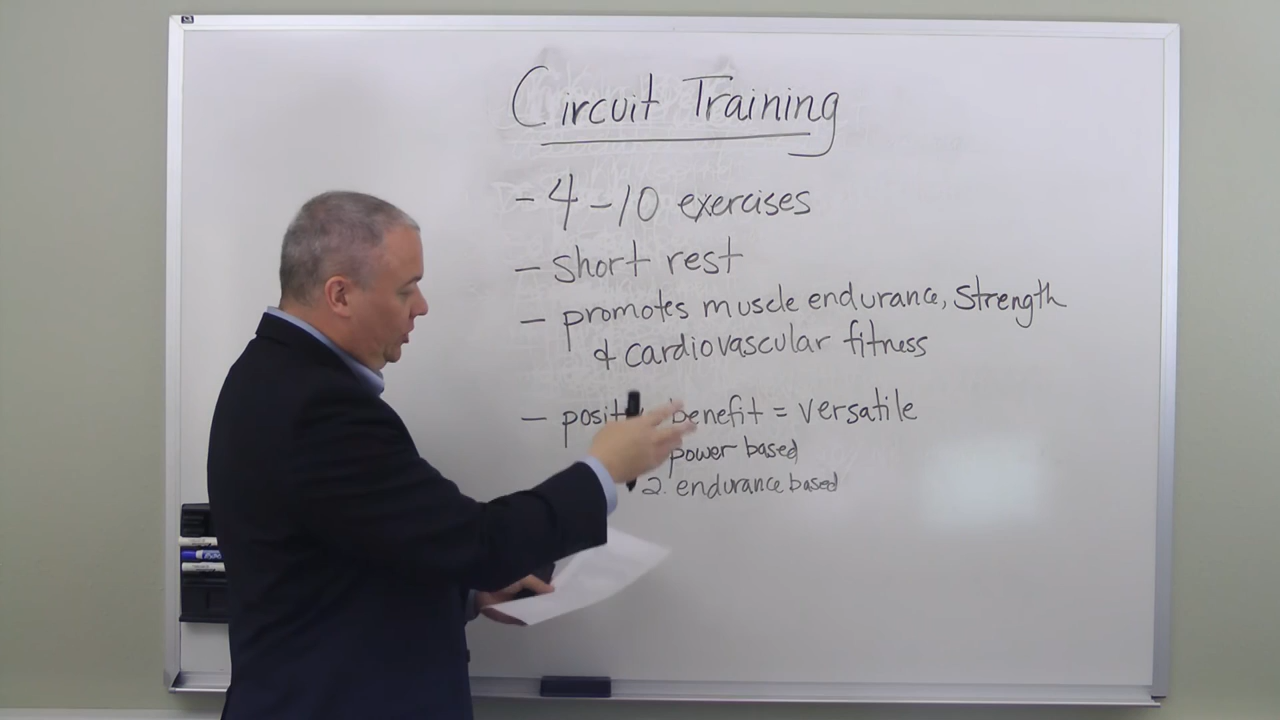 Circuit Training
- 4-10 exercises
- short rest
- promotes muscle endurance, strength
& cardiovascular fitness
- benefit = versatile
power based
2. endurance based